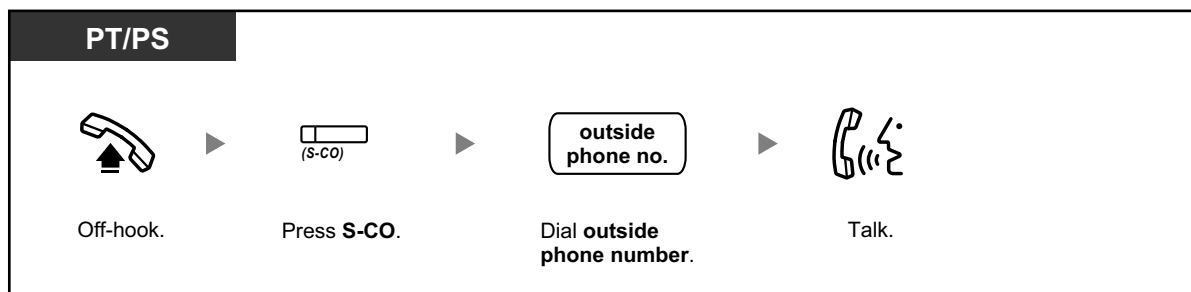 PT/PS
(S-CO)
outside
phone no.
Off-hook.
Press S-CO.
Dial outside
phone number.
Talk.